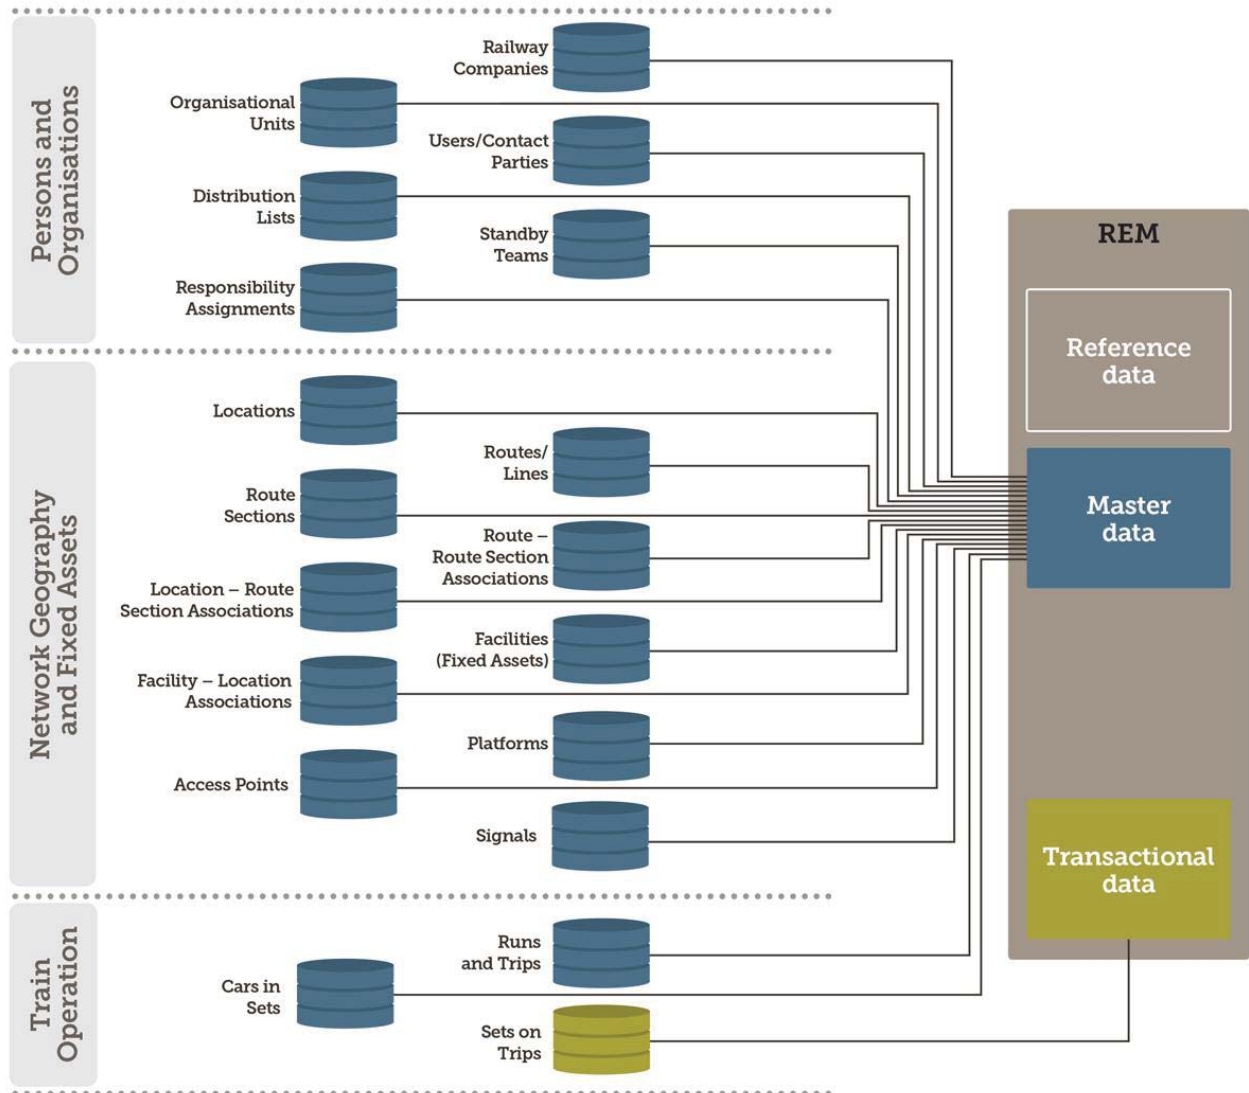 Persons and
Organisations
Railway
Companies
Organisational
Units
Users/Contact
Parties
Distribution
Lists
Standby
Teams
Responsibility
Assignments
Network Geography
and Fixed Assets
Locations
Routes/
Lines
Route
Sections
Route –
Route Section
Associations
Location – Route
Section Associations
Facilities
(Fixed Assets)
Facility – Location
Associations
Platforms
Access Points
Signals
Train
Operation
Runs
and Trips
Cars in
Sets
Sets on
Trips
REM
Reference
data
Master
data
Transactional
data